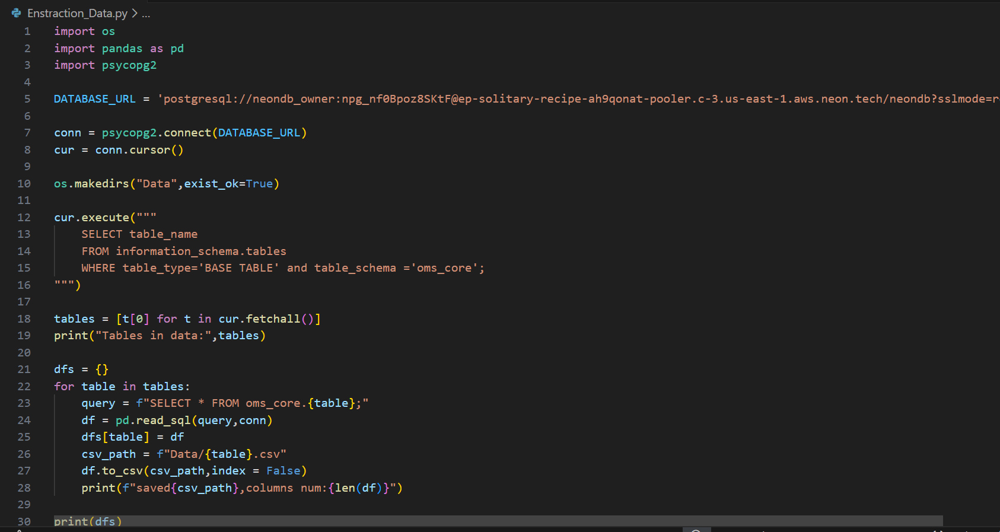 Enstraction_Data.py > ...
1 import os
2 import pandas as pd
3 import psycopg2
4
5 DATABASE_URL = 'postgresql://neondb_owner:npg_nf0Bpoz8SKtF@ep-solitary-recipe-ah9qonat-pooler.c-3.us-east-1.aws.neon.tech/neondb?sslmode=r
6
7 conn = psycopg2.connect(DATABASE_URL)
8 cur = conn.cursor()
9
10 os.makedirs("Data",exist_ok=True)
11
12 cur.execute("""
13     SELECT table_name
14     FROM information_schema.tables
15     WHERE table_type='BASE TABLE' and table_schema ='oms_core';
16 """)
17
18 tables = [t[0] for t in cur.fetchall()]
19 print("Tables in data:",tables)
20
21 dfs = {}
22 for table in tables:
23     query = f"SELECT * FROM oms_core.{table};"
24     df = pd.read_sql(query,conn)
25     dfs[table] = df
26     csv_path = f"Data/{table}.csv"
27     df.to_csv(csv_path,index = False)
28     print(f"saved{csv_path},columns num:{len(df)}")
29
30 print(dfs)